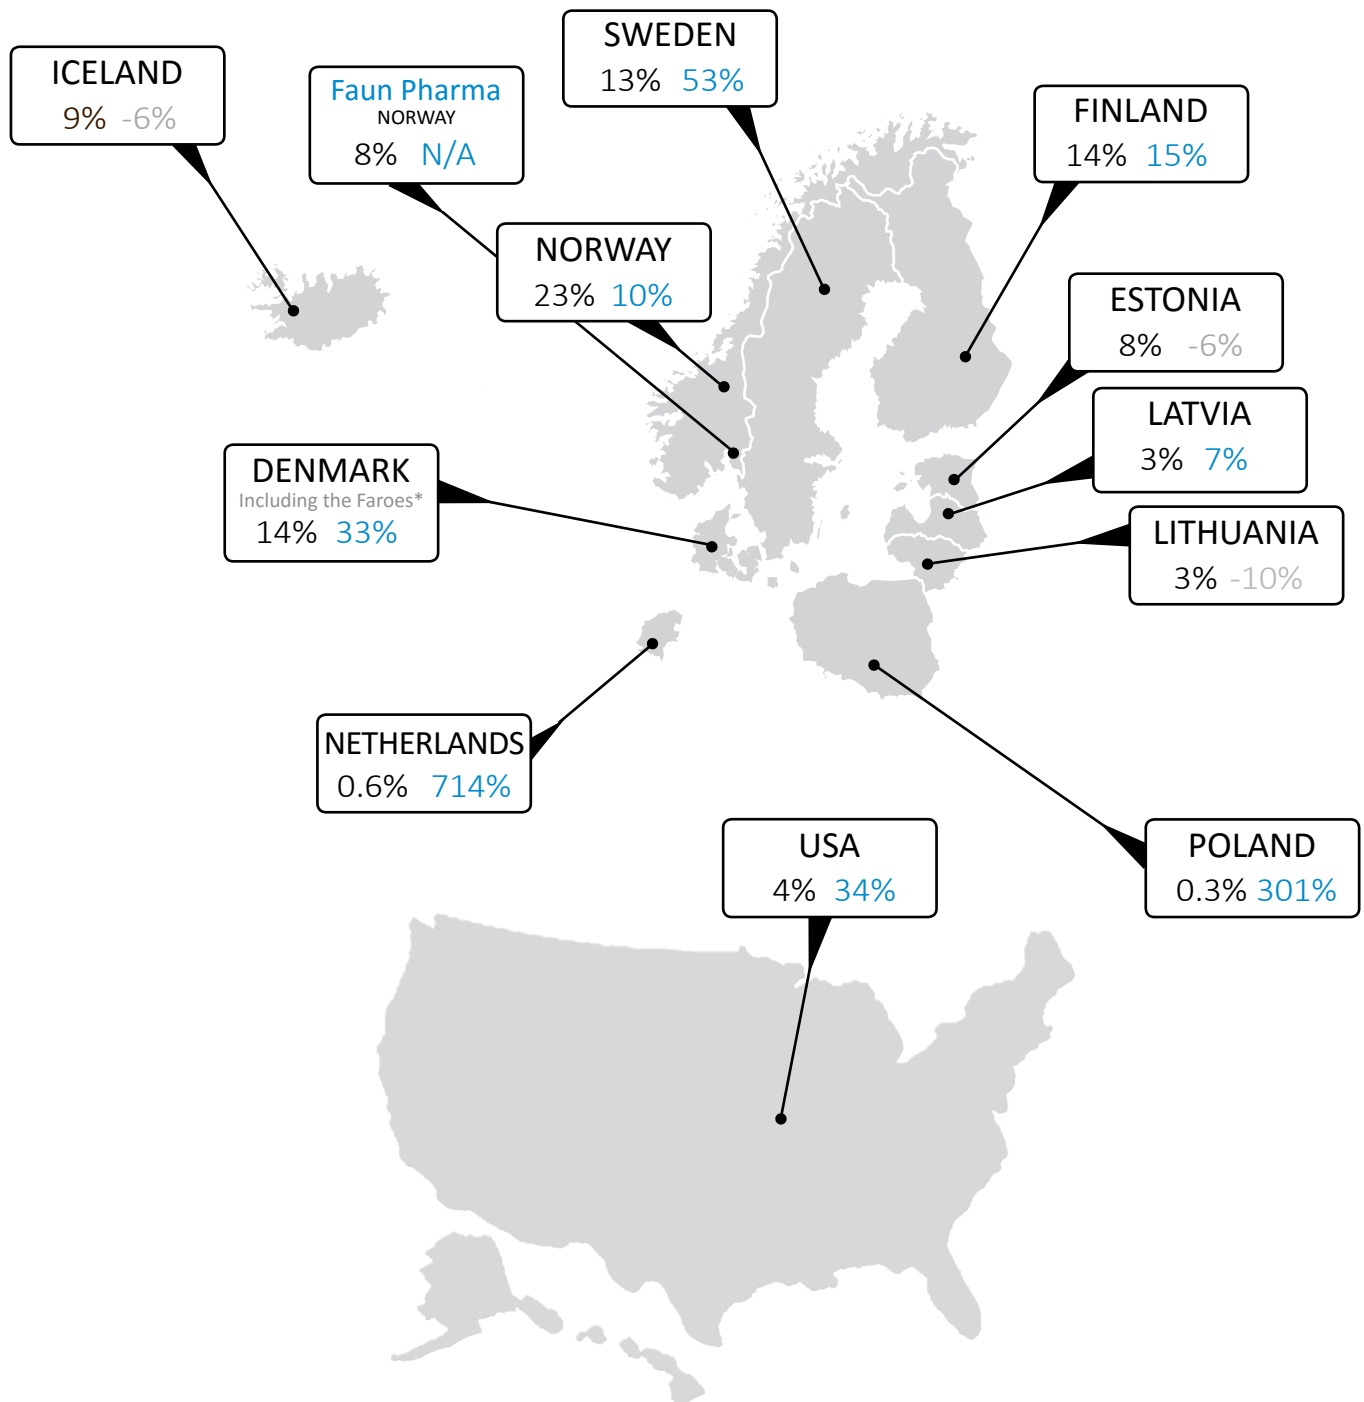 SWEDEN
13% 53%
ICELAND
9% -6%
Faun Pharma
NORWAY
8% N/A
FINLAND
14% 15%
NORWAY
23% 10%
ESTONIA
8% -6%
LATVIA
3% 7%
DENMARK
Including the Faroes*
14% 33%
LITHUANIA
3% -10%
NETHERLANDS
0.6% 714%
USA
4% 34%
POLAND
0.3% 301%